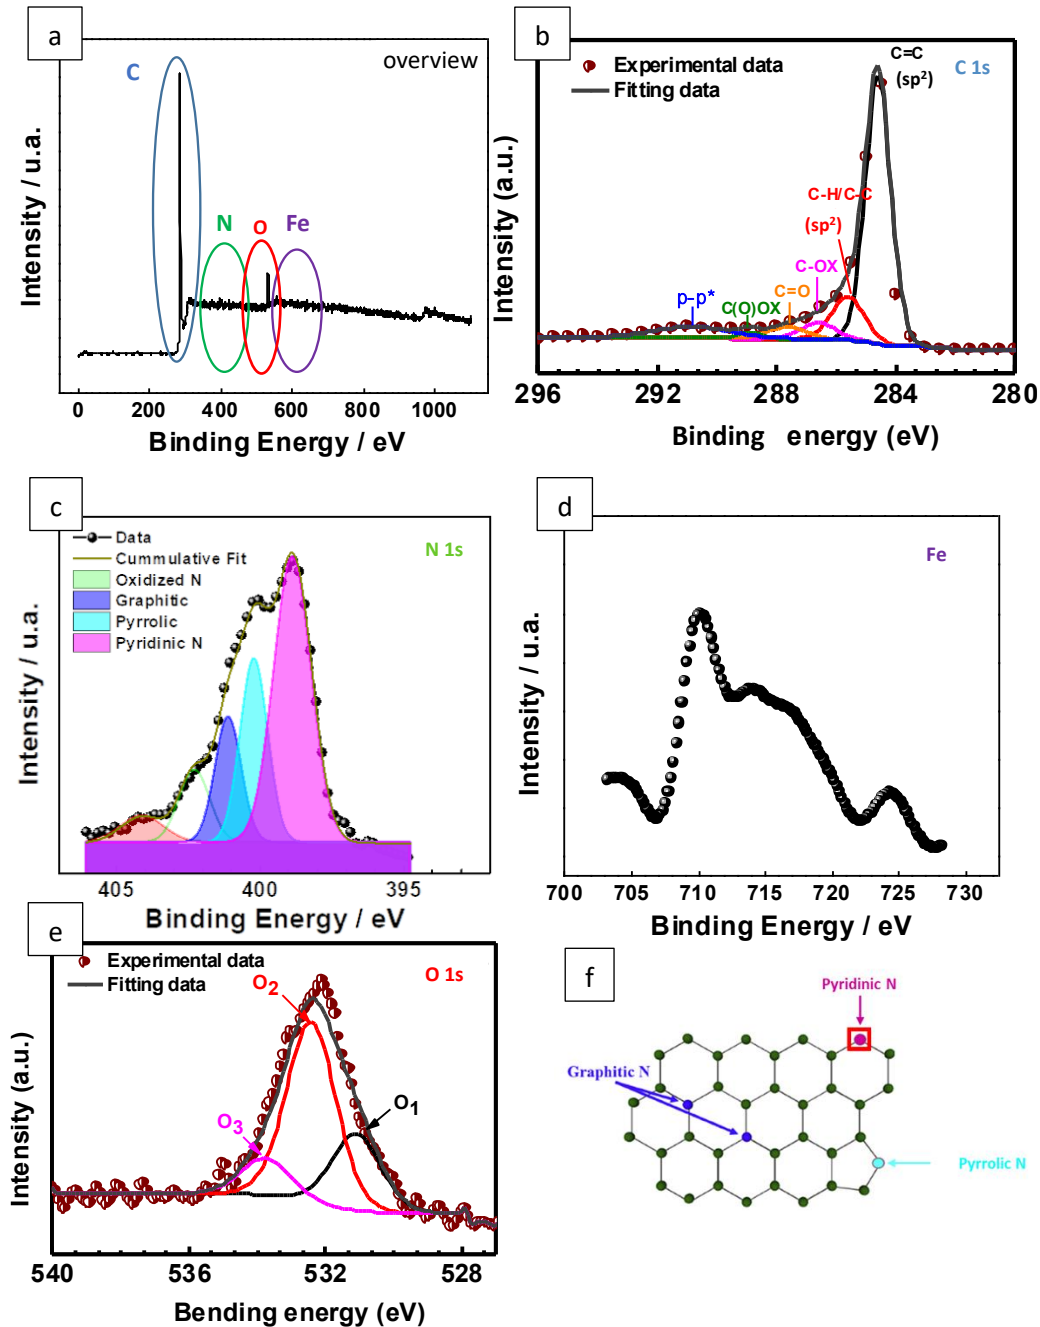 a
overview
C
N
O
Fe
Intensity / u.a.
0 200 400 600 800 1000
Binding Energy / eV
b
Experimental data
Fitting data
C 1s
C=C
(sp²)
C-H/C-C
(sp²)
C-OX
C=O
C(O)OX
p-p*
Intensity (a.u.)
296 292 288 284 280
Binding energy (eV)
c
Data
Cummulative Fit
Oxidized N
Graphitic
Pyrrolic
Pyridinic N
N 1s
Intensity / u.a.
405 400 395
Binding Energy / eV
d
Fe
Intensity / u.a.
700 705 710 715 720 725 730
Binding Energy / eV
e
Experimental data
Fitting data
O 1s
O₂
O₁
O₃
Intensity (a.u.)
540 536 532 528
Bending energy (eV)
f
Pyridinic N
Graphitic N
Pyrrolic N